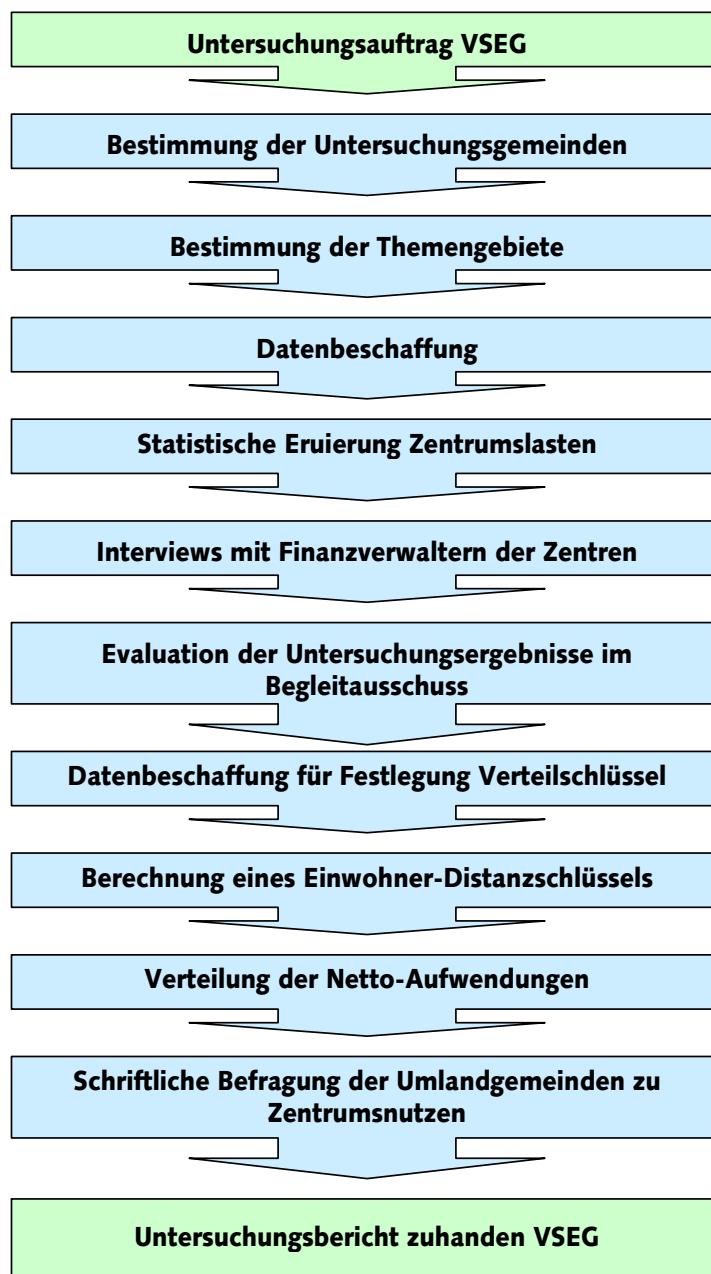 Untersuchungsauftrag VSEG
Bestimmung der Untersuchungsgemeinden
Bestimmung der Themengebiete
Datenbeschaffung
Statistische Eruierung Zentrumslasten
Interviews mit Finanzverwaltern der Zentren
Evaluation der Untersuchungsergebnisse im
Begleitausschuss
Datenbeschaffung für Festlegung Verteilschlüssel
Berechnung eines Einwohner-Distanzschlüssels
Verteilung der Netto-Aufwendungen
Schriftliche Befragung der Umlandgemeinden zu
Zentrumsnutzen
Untersuchungsbericht zuhanden VSEG